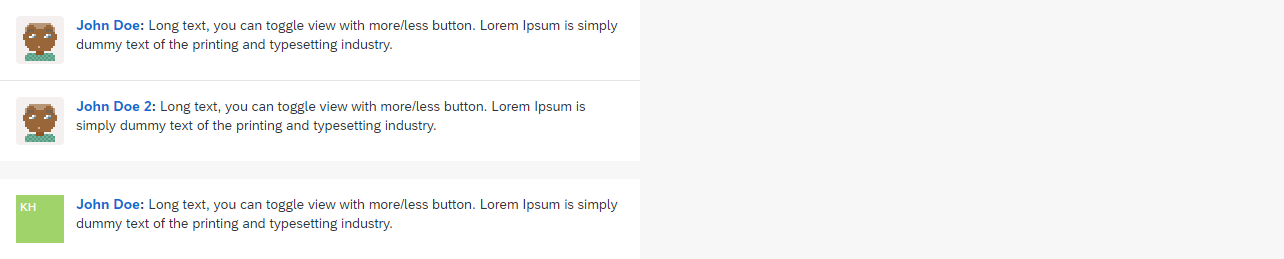 John Doe: Long text, you can toggle view with more/less button. Lorem Ipsum is simply
dummy text of the printing and typesetting industry.
John Doe 2: Long text, you can toggle view with more/less button. Lorem Ipsum is
simply dummy text of the printing and typesetting industry.
KH
John Doe: Long text, you can toggle view with more/less button. Lorem Ipsum is simply
dummy text of the printing and typesetting industry.